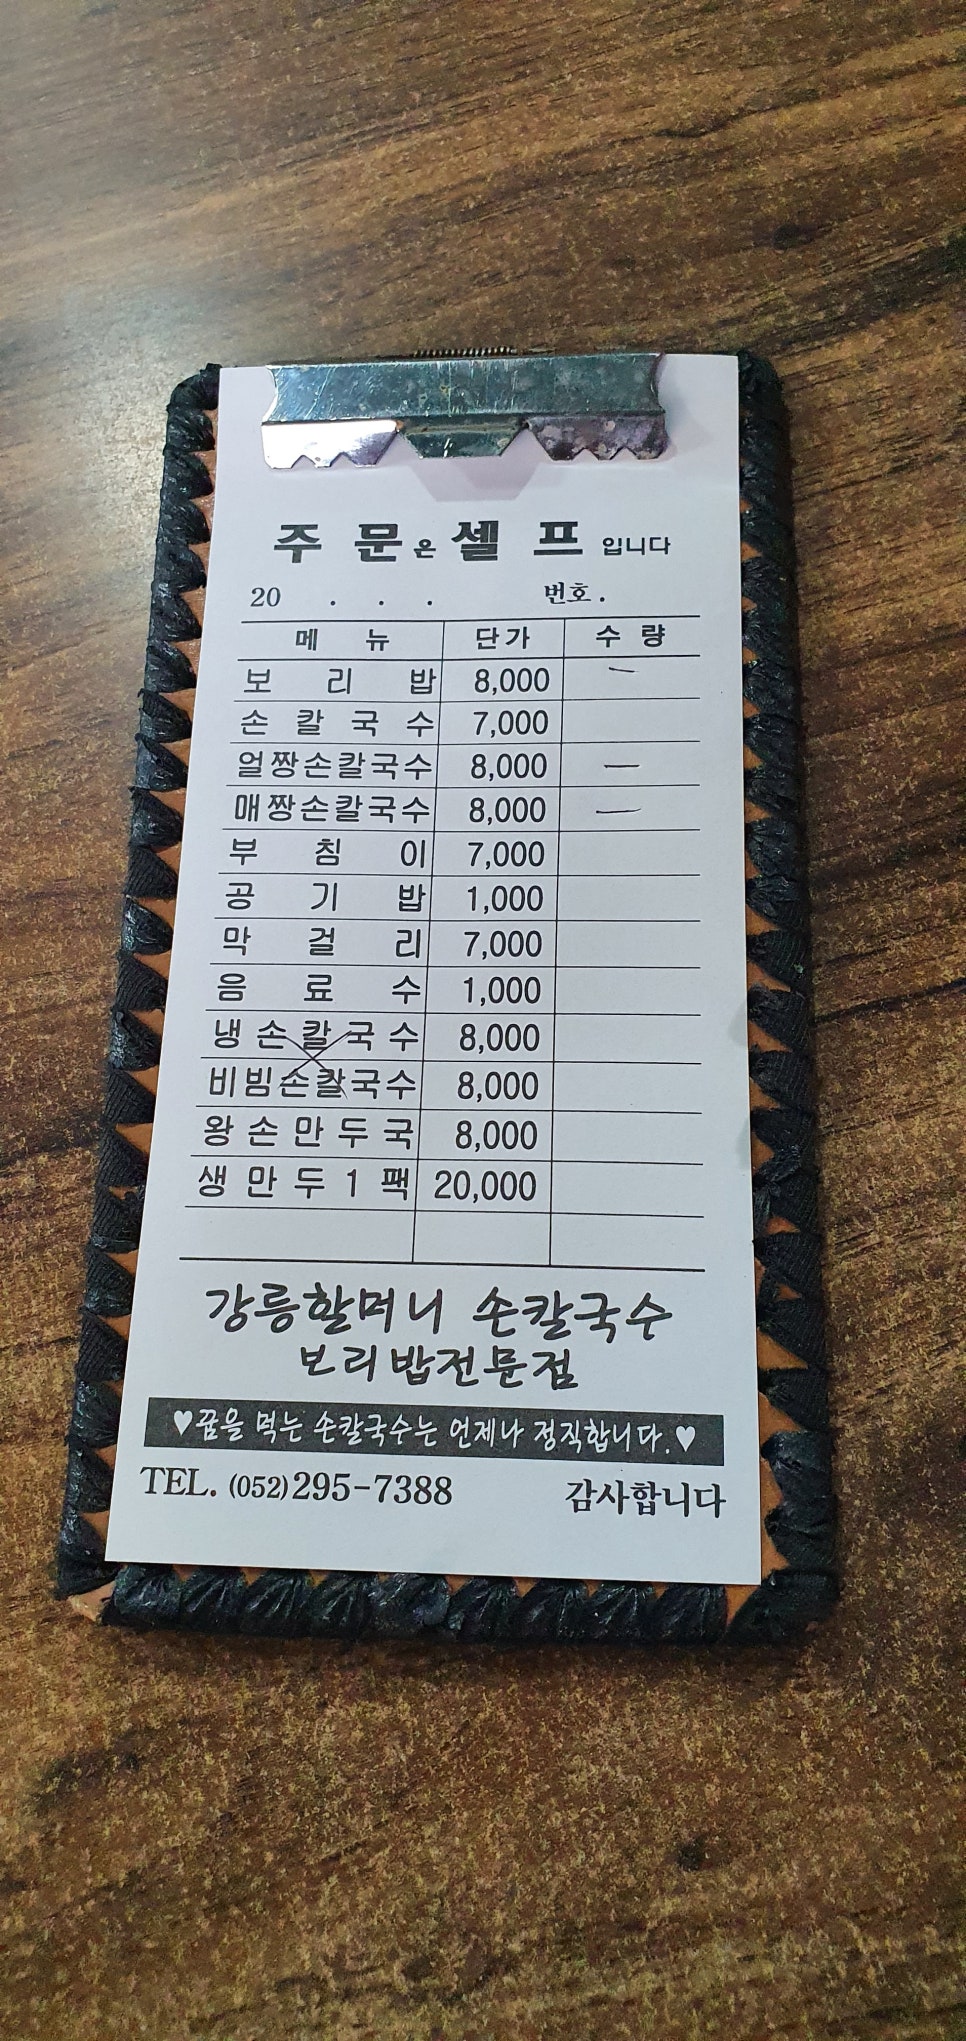 주문은 셀프입니다
20 . . . 번호.
메뉴 단가 수량
보리밥 8,000 一
손칼국수 7,000
얼짱손칼국수 8,000 一
매짱손칼국수 8,000 一
부침이 7,000
공기밥 1,000
막걸리 7,000
음료수 1,000
냉손칼국수 8,000
비빔손칼국수 8,000
왕손만두국 8,000
생만두1팩 20,000
강릉할머니 손칼국수
보리밥전문점
♥꿈을 먹는 손칼국수는 언제나 정직합니다.♥
TEL. (052)295-7388 감사합니다